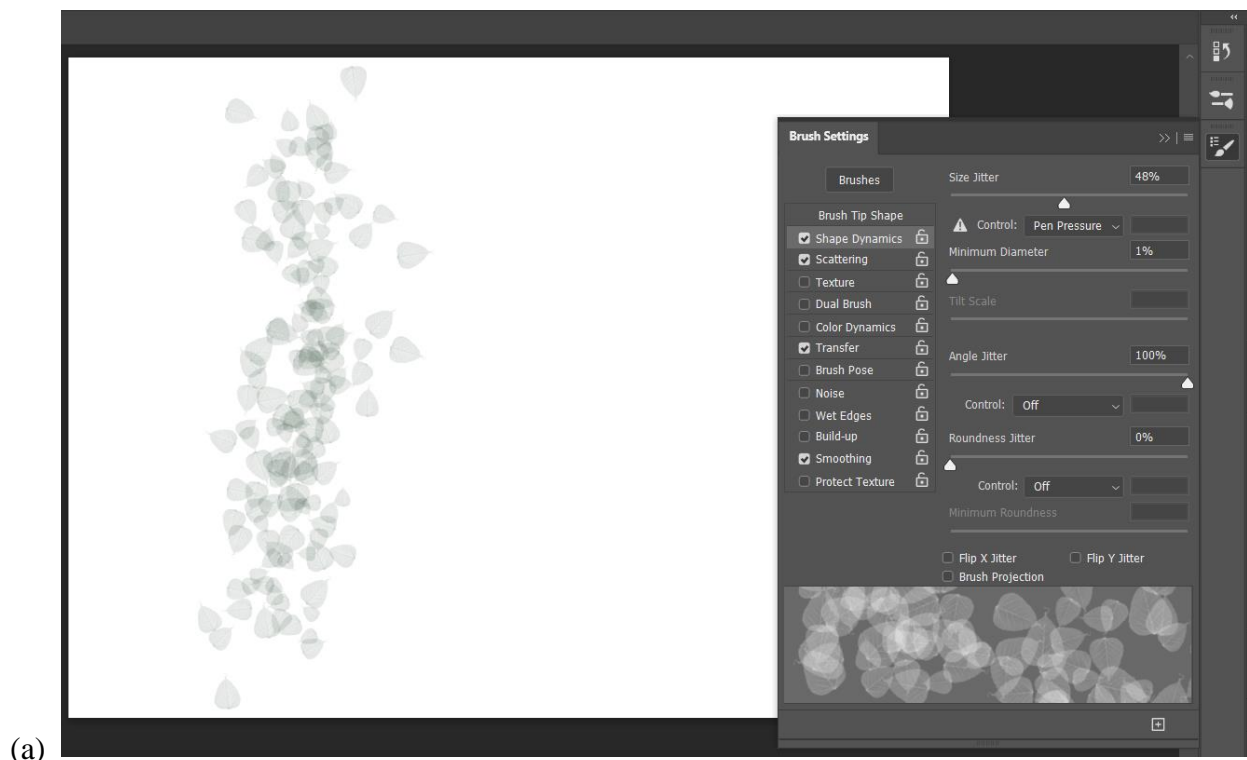 Brush Settings
Brushes
Size Jitter 48%
Brush Tip Shape
Control: Pen Pressure
Shape Dynamics
Scattering
Minimum Diameter 1%
Texture
Dual Brush
Tilt Scale
Color Dynamics
Transfer
Angle Jitter 100%
Brush Pose
Noise
Control: Off
Wet Edges
Build-up
Roundness Jitter 0%
Smoothing
Protect Texture
Control: Off
Minimum Roundness
Flip X Jitter Flip Y Jitter
Brush Projection
(a)